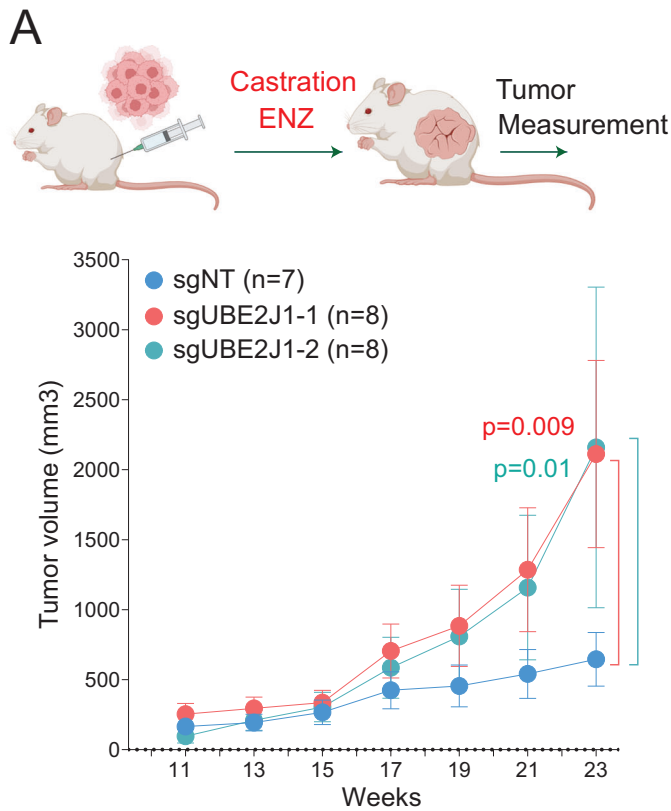 A
Castration
ENZ
Tumor
Measurement
3500
3000
2500
2000
1500
1000
500
0
Tumor volume (mm3)
sgNT (n=7)
sgUBE2J1-1 (n=8)
sgUBE2J1-2 (n=8)
p=0.009
p=0.01
11 13 15 17 19 21 23
Weeks